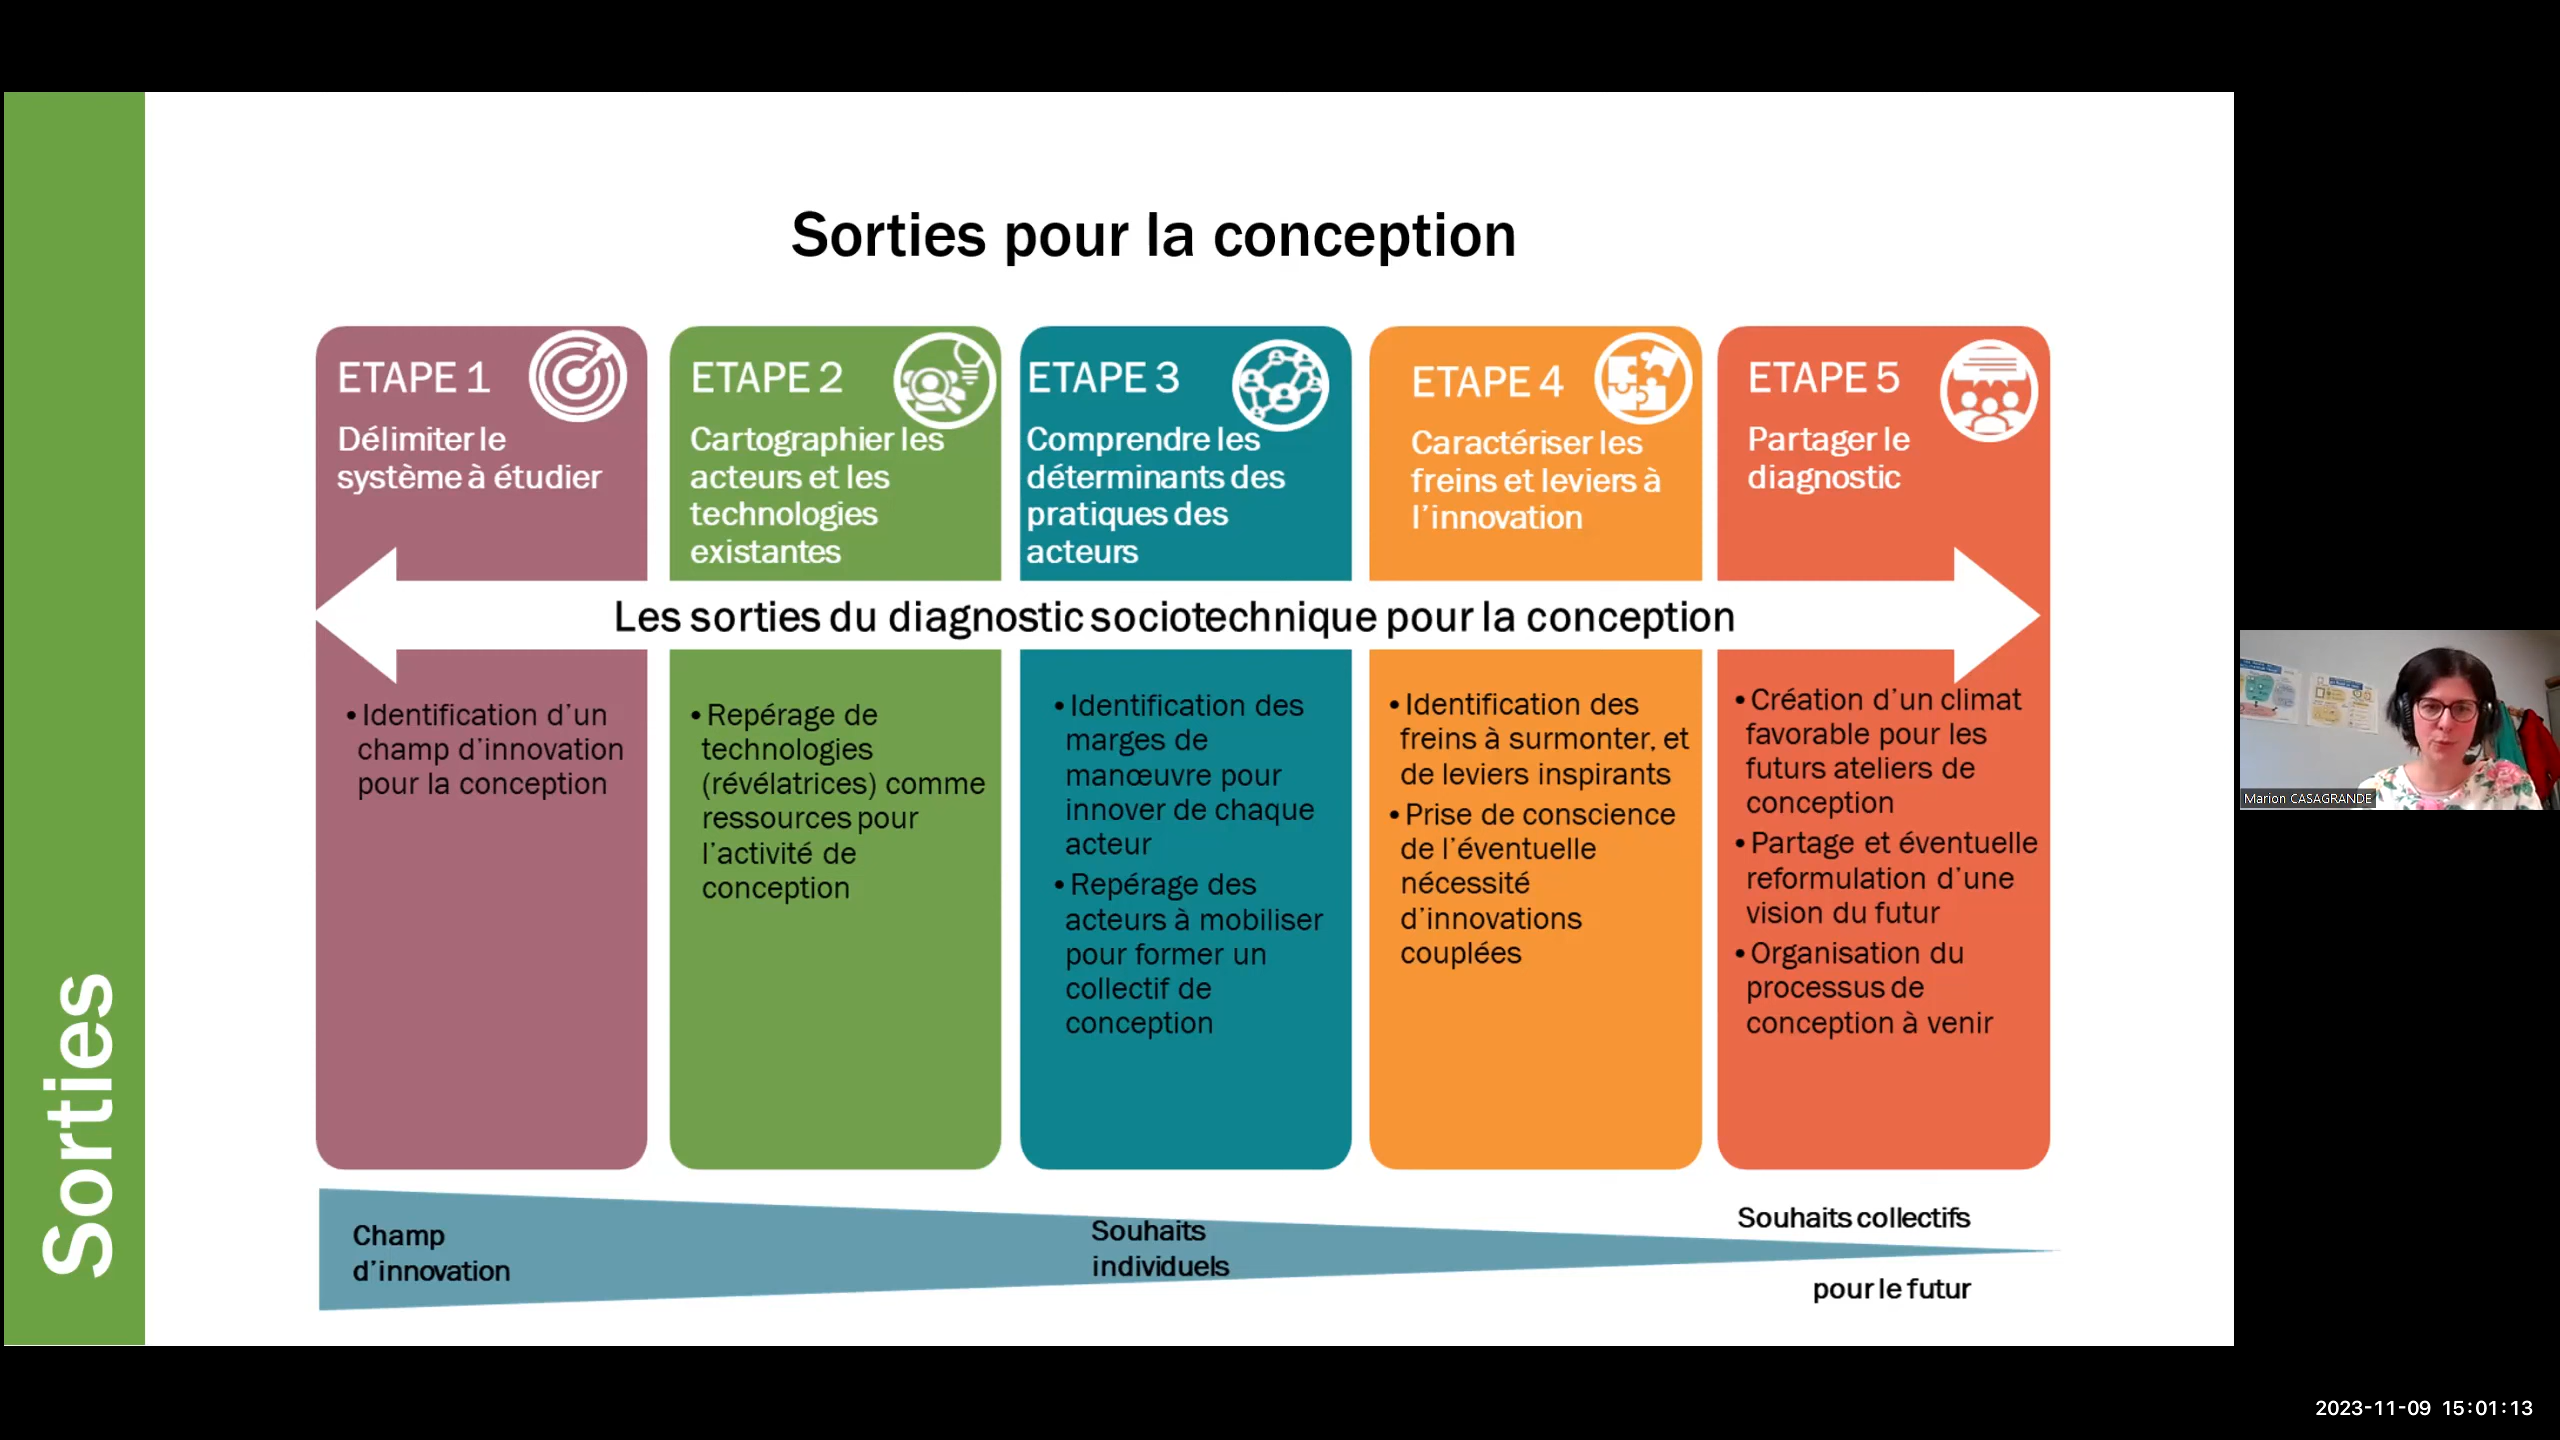 Sorties pour la conception
ETAPE 1
Délimiter le
système à étudier
ETAPE 2
Cartographier les
acteurs et les
technologies
existantes
ETAPE 3
Comprendre les
déterminants des
pratiques des
acteurs
ETAPE 4
Caractériser les
freins et leviers à
l'innovation
ETAPE 5
Partager le
diagnostic
Les sorties du diagnostic sociotechnique pour la conception
•Identification d'un
champ d'innovation
pour la conception
•Repérage de
technologies
(révélatrices) comme
ressources pour
l'activité de
conception
•Identification des
marges de
manœuvre pour
innover de chaque
acteur
•Repérage des
acteurs à mobiliser
pour former un
collectif de
conception
•Identification des
freins à surmonter, et
de leviers inspirants
•Prise de conscience
de l'éventuelle
nécessité
d'innovations
couplées
•Création d'un climat
favorable pour les
futurs ateliers de
conception
•Partage et éventuelle
reformulation d'une
vision du futur
•Organisation du
processus de
conception à venir
Champ
d'innovation
Souhaits
individuels
Souhaits collectifs
pour le futur
Sorties
Marion CASAGRANDE
2023-11-09 15:01:13